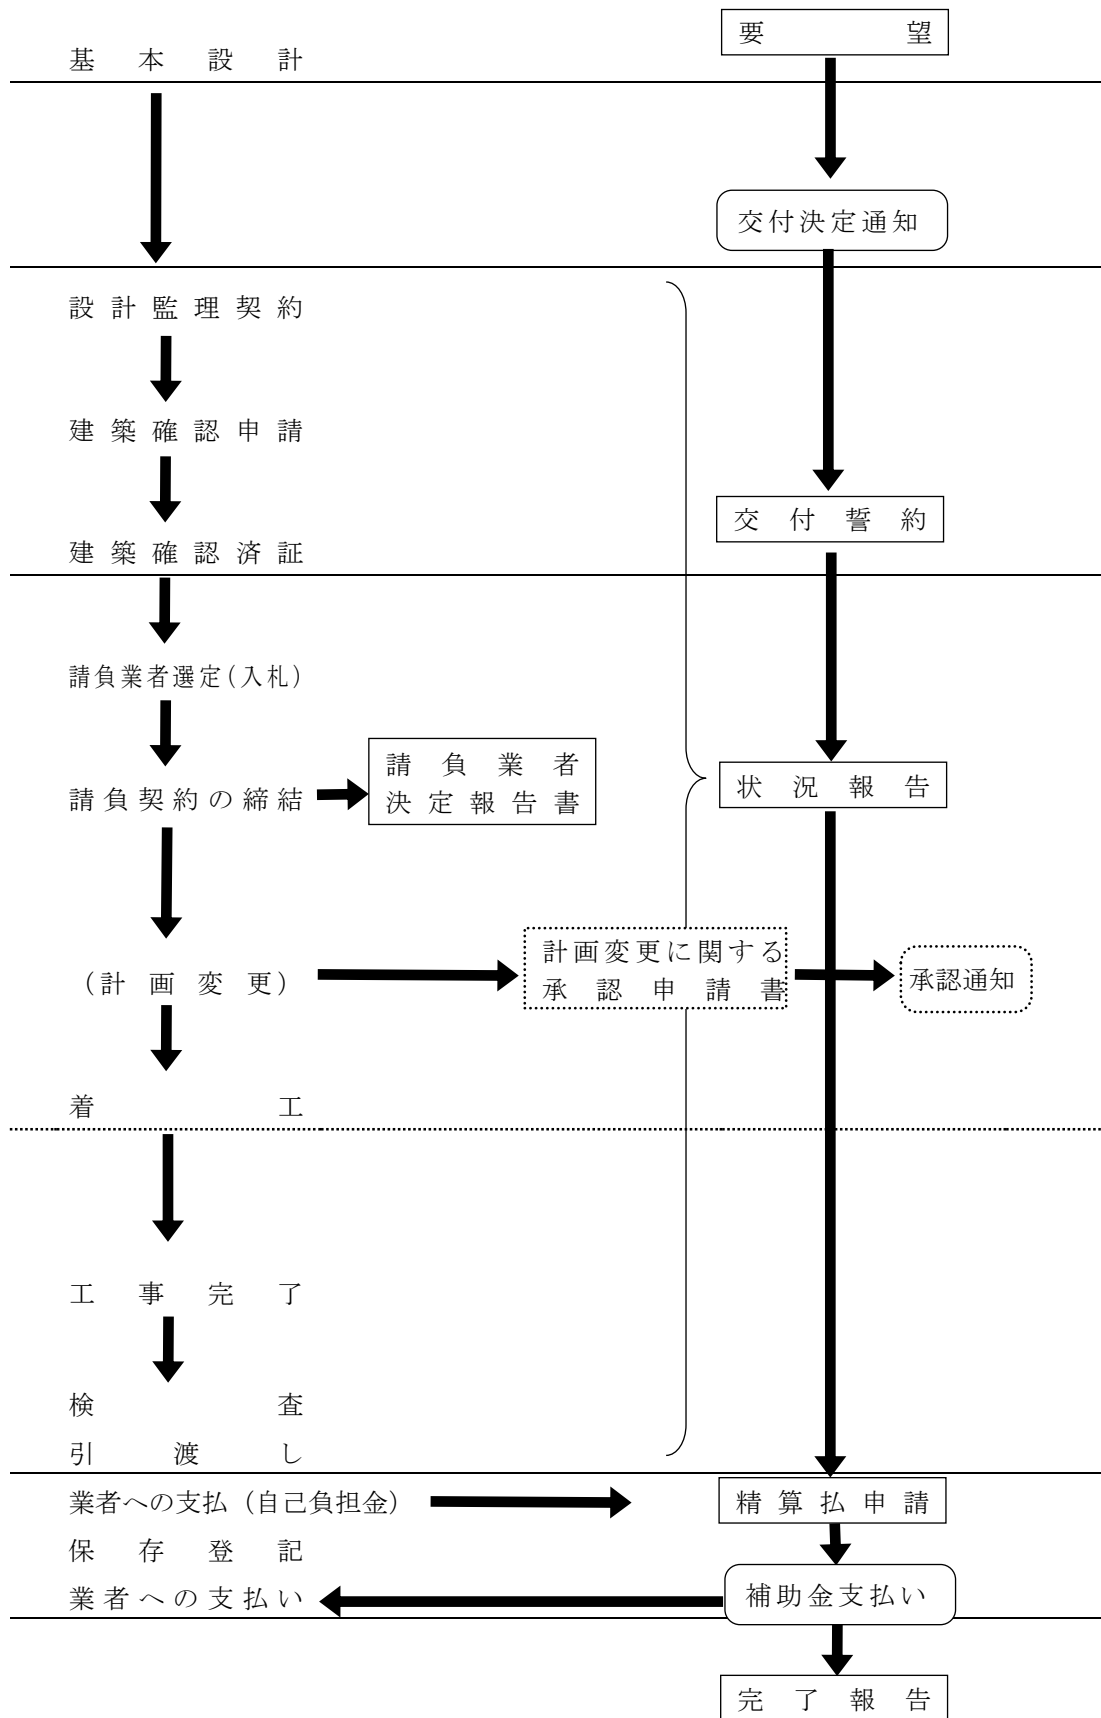 要望
基本設計
交付決定通知
設計監理契約
建築確認申請
交付誓約
建築確認済証
請負業者選定(入札)
請負業者
決定報告書
請負契約の締結
状況報告
計画変更に関する
承認申請書
(計画変更)
承認通知
着工
工事完了
検査
引渡し
業者への支払(自己負担金)
精算払申請
保存登記
業者への支払い
補助金支払い
完了報告